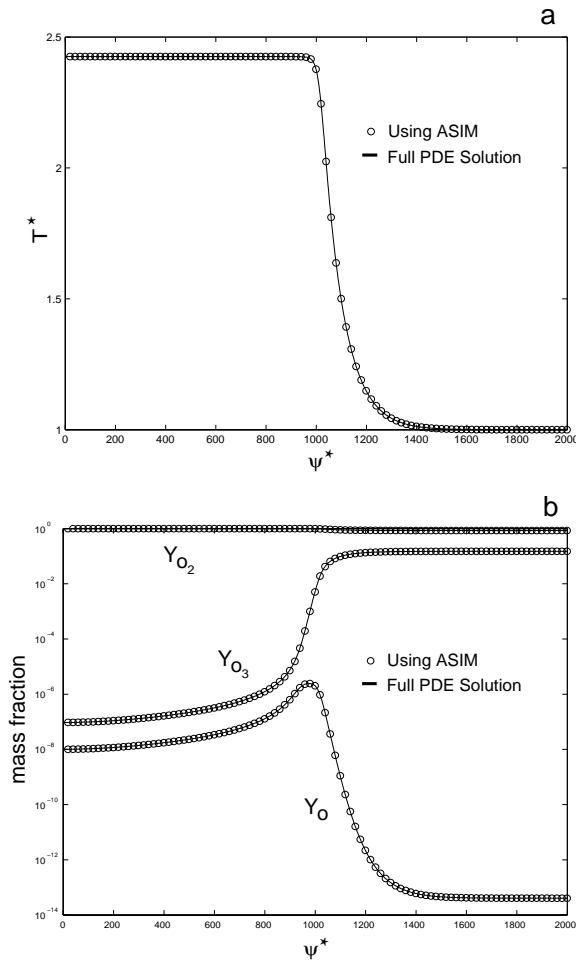 a
2.5
2
1.5
1
T*
Using ASIM
Full PDE Solution
0 200 400 600 800 1000 1200 1400 1600 1800 2000
ψ*
b
10^0
10^-2
10^-4
10^-6
10^-8
10^-10
10^-12
10^-14
mass fraction
Y_O2
Y_O3
Y_O
Using ASIM
Full PDE Solution
0 200 400 600 800 1000 1200 1400 1600 1800 2000
ψ*